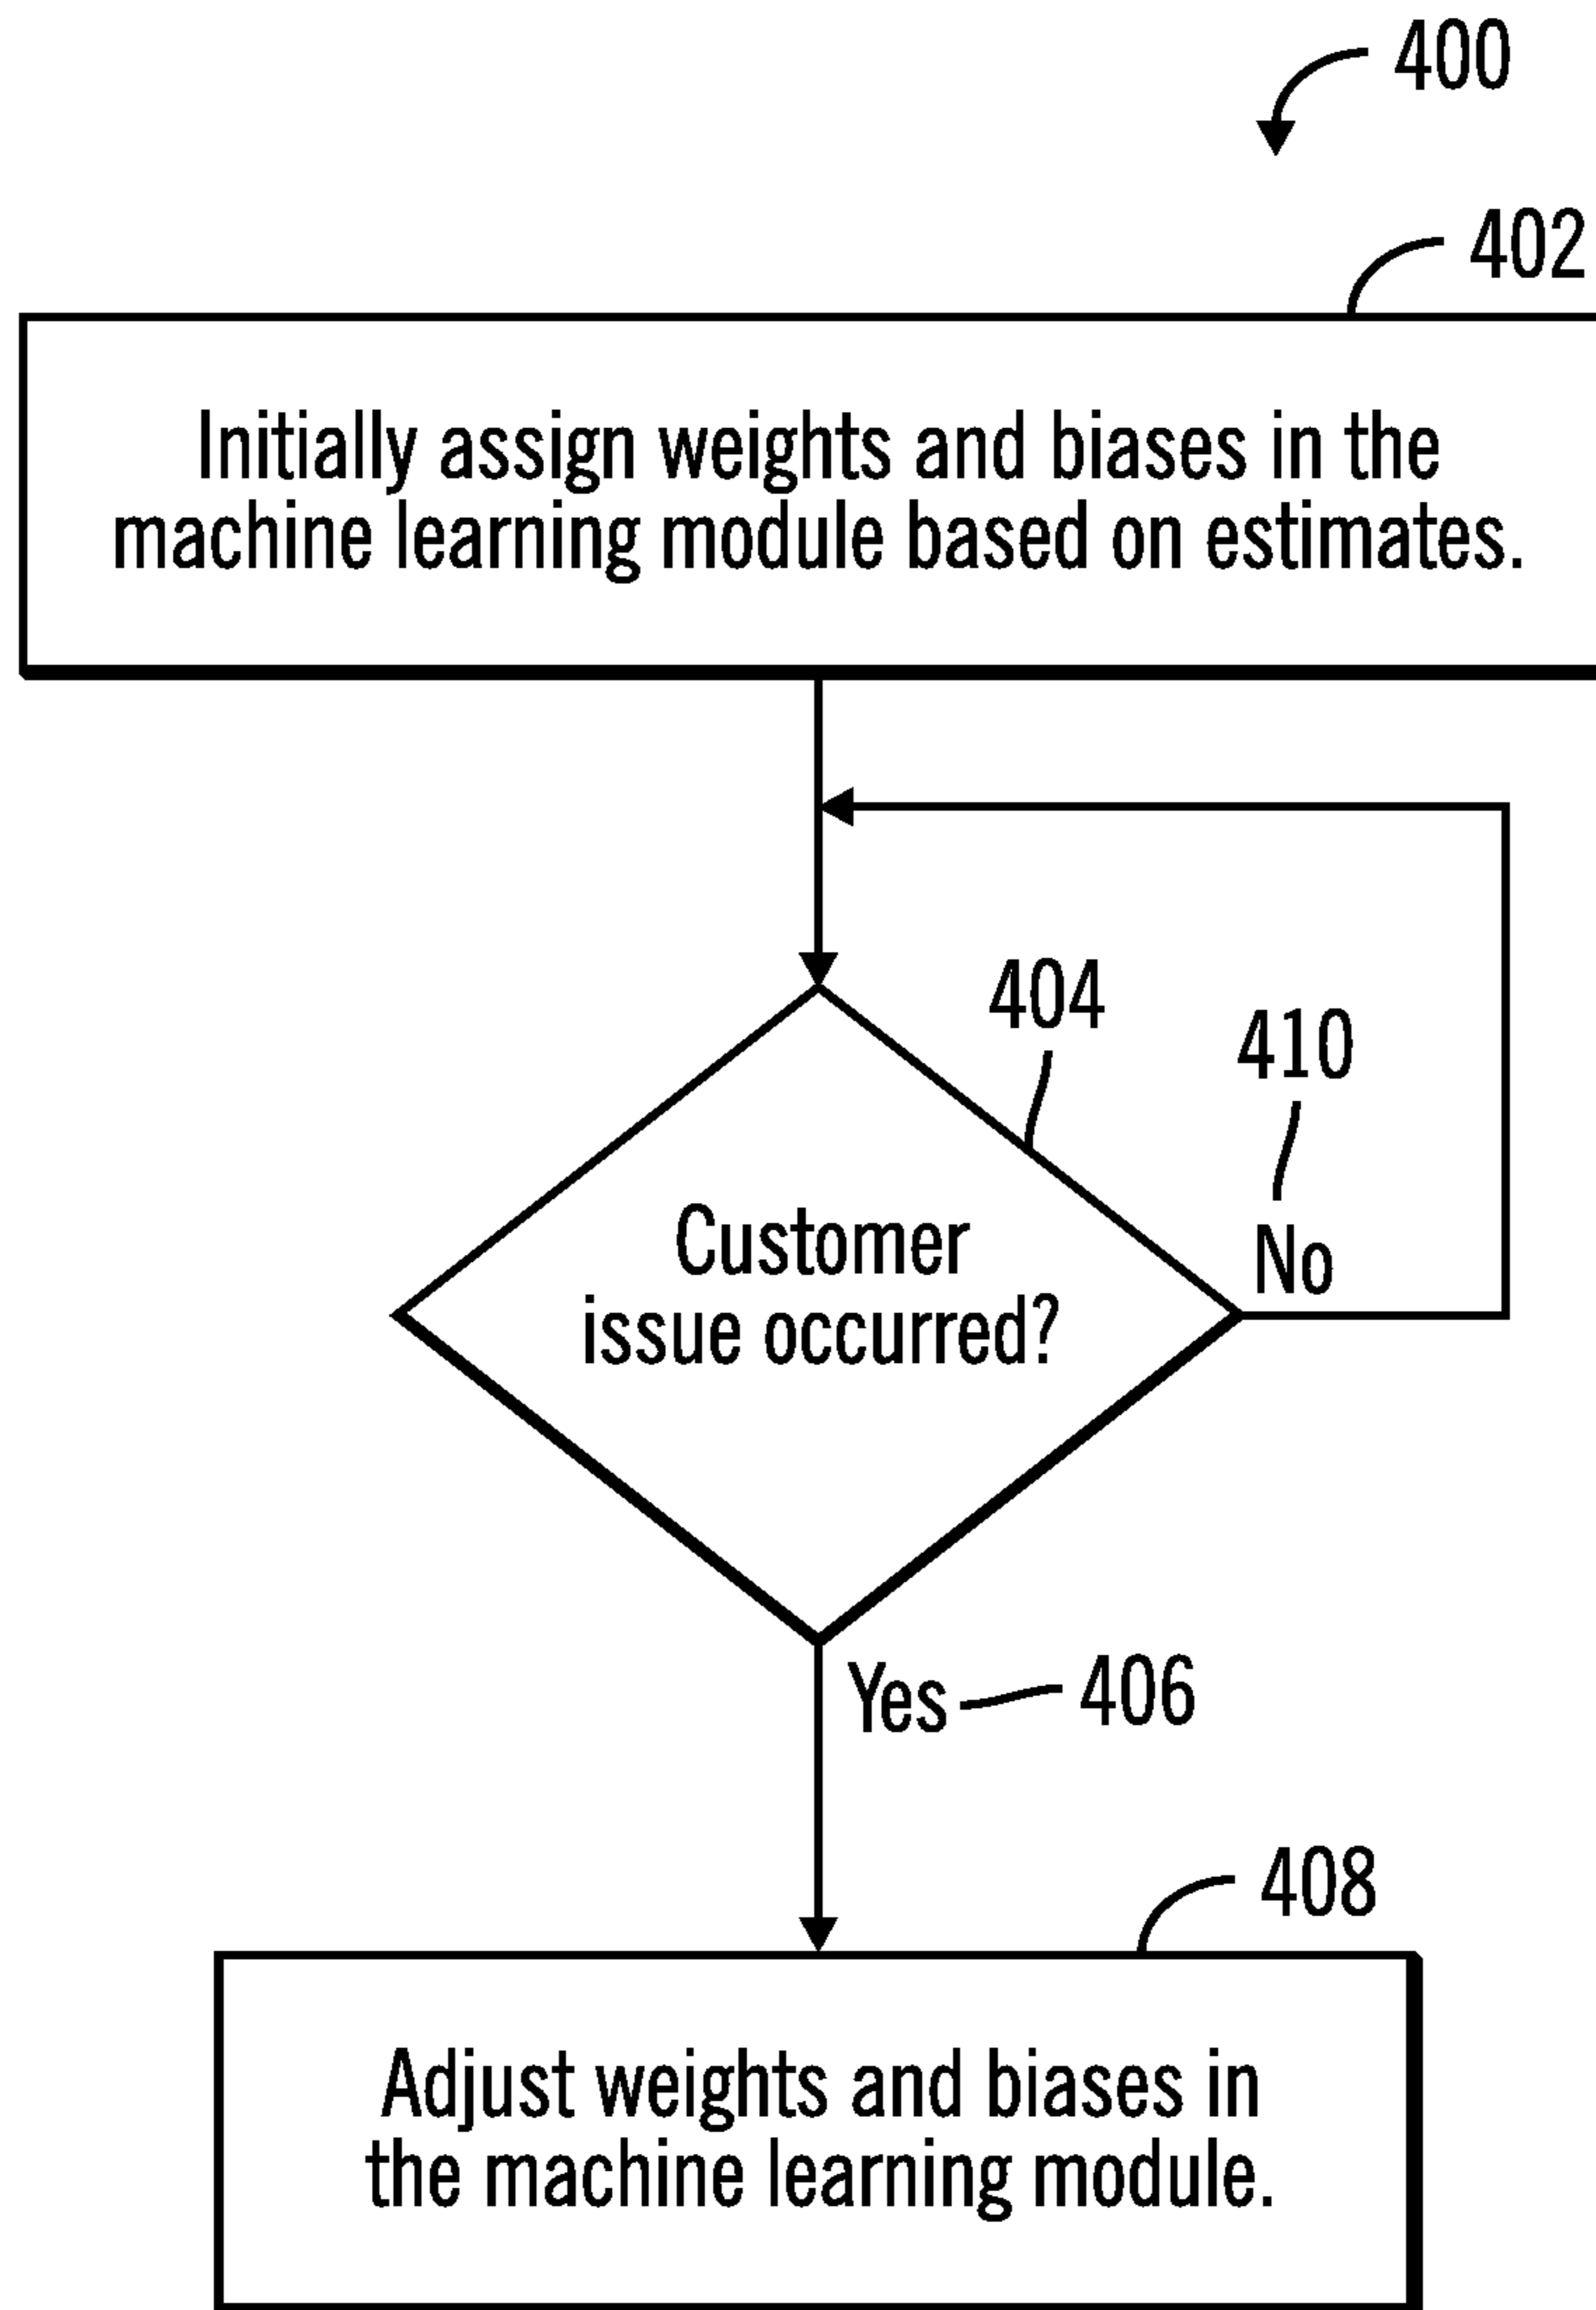 400
402
Initially assign weights and biases in the
machine learning module based on estimates.
404
410
Customer
issue occurred?
No
Yes
406
408
Adjust weights and biases in
the machine learning module.